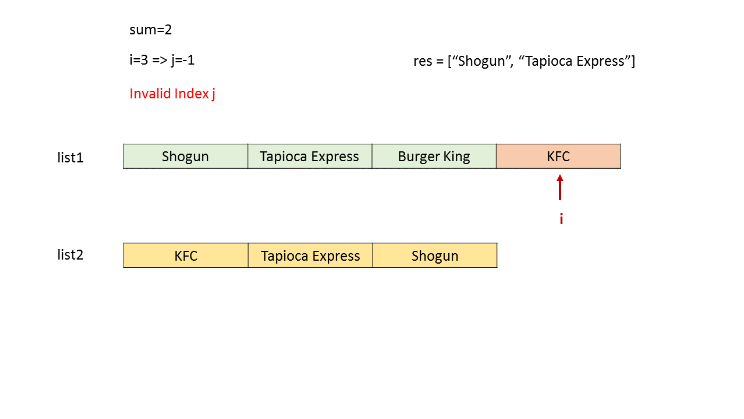 sum=2
i=3 => j=-1
res = [“Shogun”, “Tapioca Express”]
Invalid Index j
list1 Shogun Tapioca Express Burger King KFC
i
list2 KFC Tapioca Express Shogun